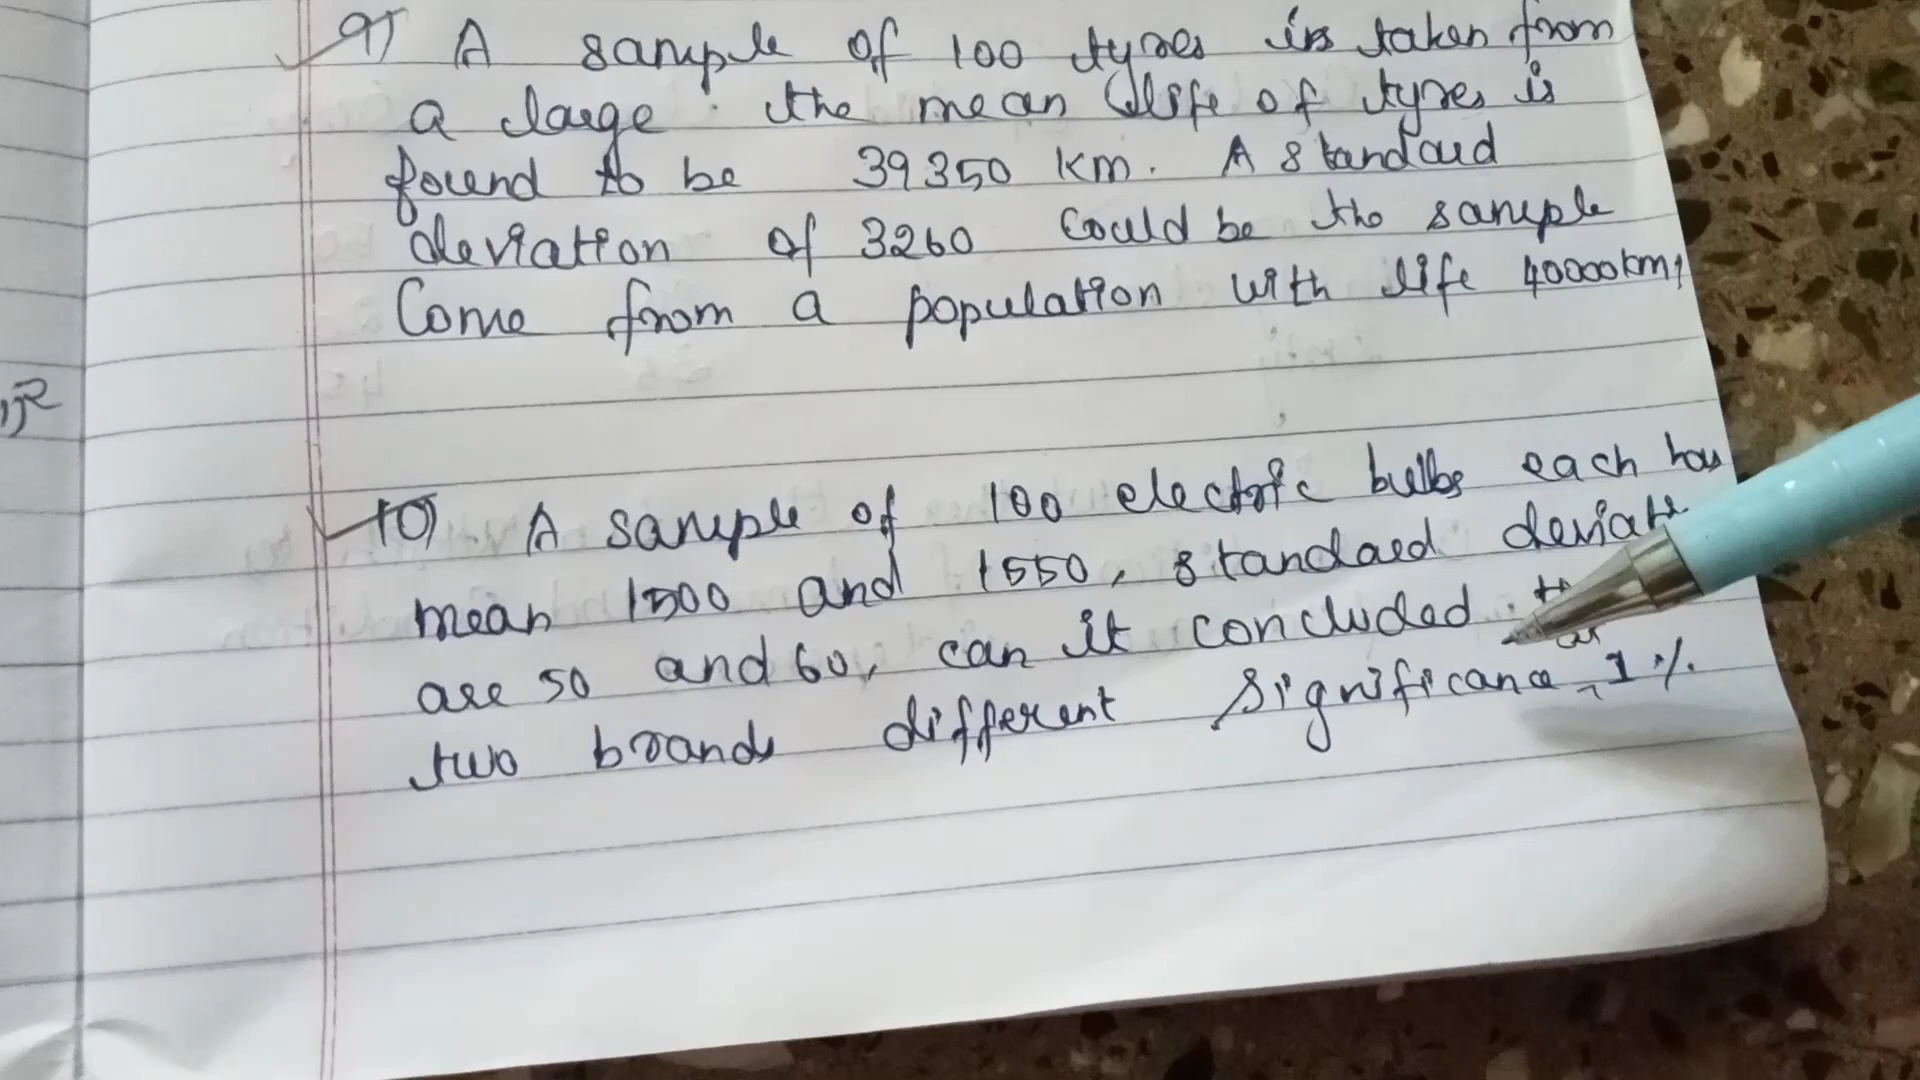 9) A sample of 100 tyres is taken from
a large. the mean life of tyres is
found to be 39350 km. A standard
deviation of 3260 could be the sample
Come from a population with life 40000km,
10) A sample of 100 electric bulbs each
mean 1500 and 1550, standard
are 50 and 60, can it concluded
two brands different significance 1%